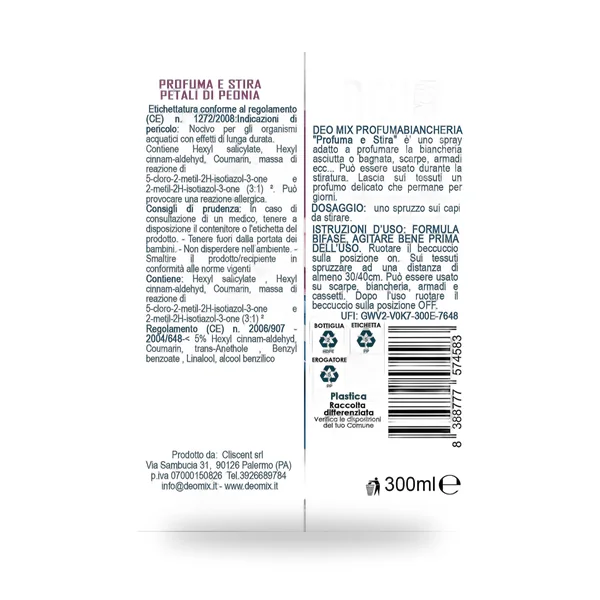 PROFUMA E STIRA
PETALI DI PEONIA
Etichettatura conforme al regolamento
(CE) n. 1272/2008:Indicazioni di
pericolo: Nocivo per gli organismi
acquatici con effetti di lunga durata.
Contiene Hexyl salicylate, Hexyl
cinnam-aldehyd, Coumarin, massa di
reazione di
5-cloro-2-metil-2H-isotiazol-3-one e
2-metil-2H-isotiazol-3-one (3:1) ². Può
provocare una reazione allergica.
Consigli di prudenza: In caso di
consultazione di un medico, tenere a
disposizione il contenitore o l'etichetta del
prodotto. - Tenere fuori dalla portata dei
bambini. - Non disperdere nell'ambiente. -
Smaltire il prodotto/recipiente in
conformità alle norme vigenti
Contiene: Hexyl salicylate , Hexyl
cinnam-aldehyd, Coumarin, massa di
reazione di
5-cloro-2-metil-2H-isotiazol-3-one e
2-metil-2H-isotiazol-3-one (3:1) ²
Regolamento (CE) n. 2006/907 -
2004/648-< 5% Hexyl cinnam-aldehyd,
Coumarin, trans-Anethole , Benzyl
benzoate , Linalool, alcool benzilico
Prodotto da: Cliscent srl
Via Sambucia 31, 90126 Palermo (PA)
p.iva 07000150826 Tel.3926689784
info@deomix.it - www.deomix.it
DEO MIX PROFUMABIANCHERIA
"Profuma e Stira" è' uno spray
adatto a profumare la biancheria
asciutta o bagnata, scarpe, armadi
ecc... Può essere usato durante la
stiratura. Lascia sui tessuti un
profumo delicato che permane per
giorni.
DOSAGGIO: uno spruzzo sui capi
da stirare.
ISTRUZIONI D'USO: FORMULA
BIFASE, AGITARE BENE PRIMA
DELL'USO. Ruotare il beccuccio
sulla posizione on. Sui tessuti
spruzzare ad una distanza di
almeno 30/40cm. Può essere usato
su scarpe, biancheria, armadi e
cassetti. Dopo l'uso ruotare il
beccuccio sulla posizione OFF.
UFI: GWV2-V0K7-300E-7648
BOTTIGLIA ETICHETTA
HDPE PP
EROGATORE
PP
Plastica
Raccolta
differenziata
Verifica le disposizioni
del tuo Comune
8 388777 574583
300ml e